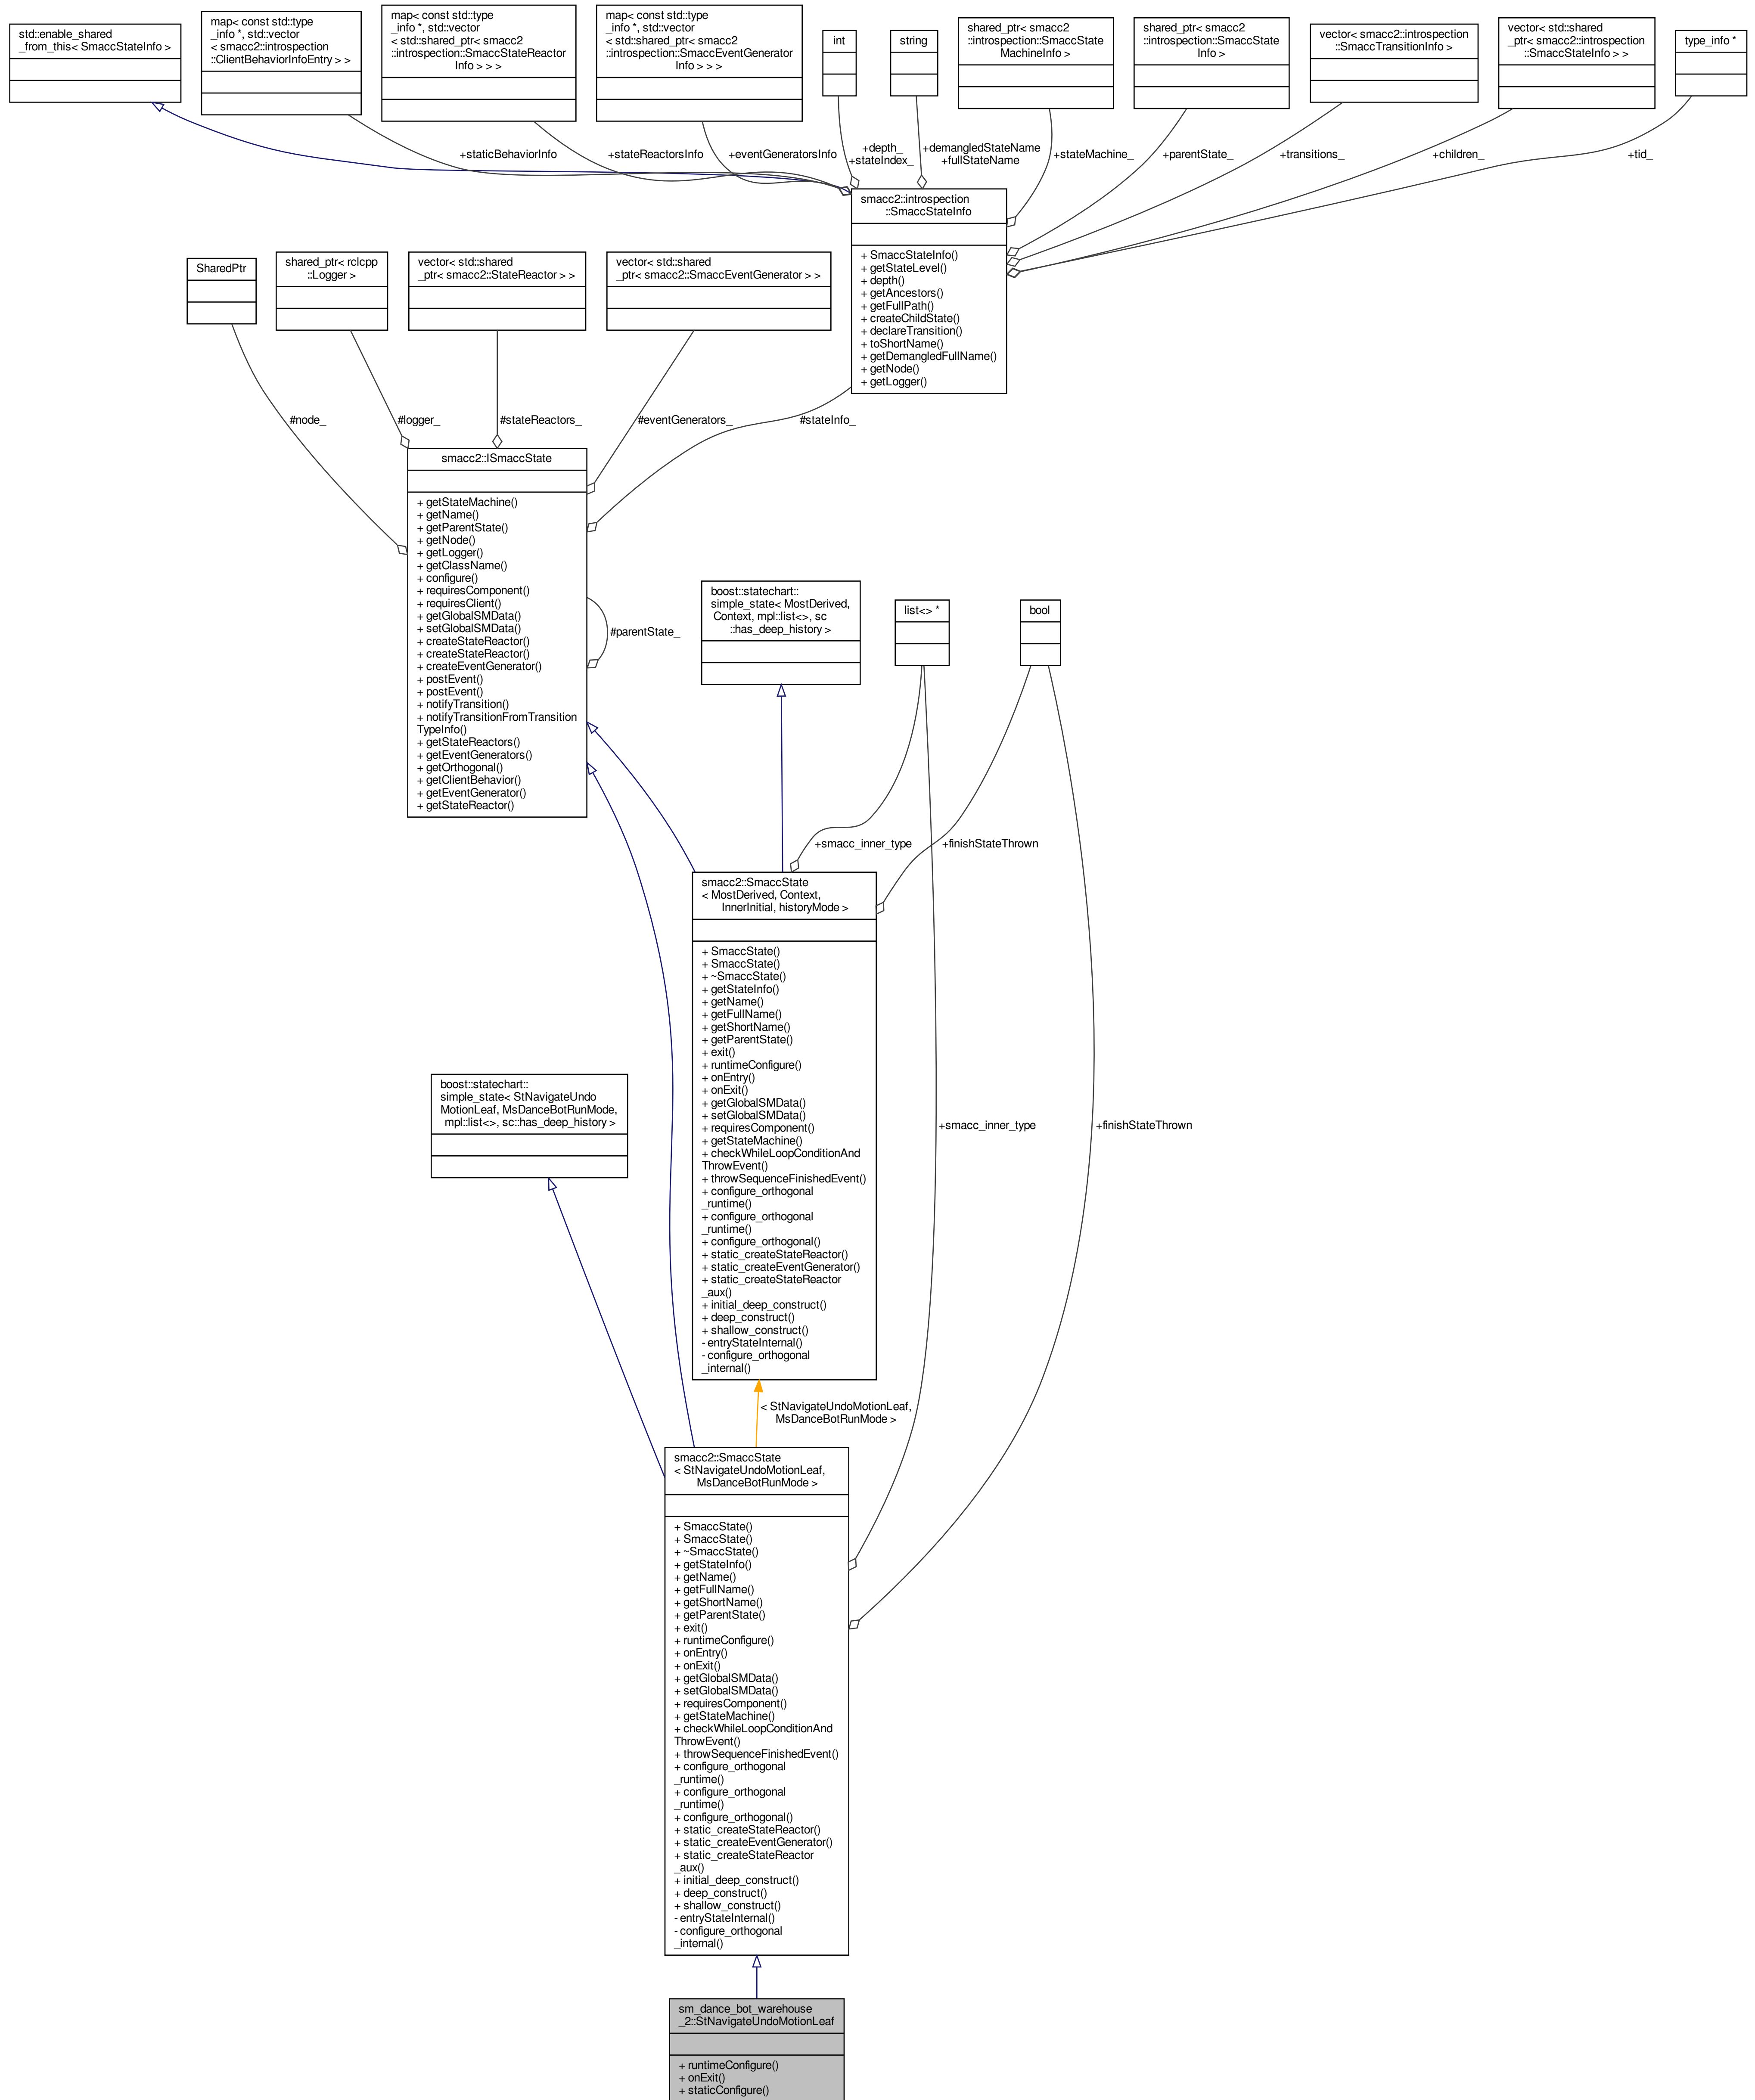 std::enable_shared
_from_this< SmaccStateInfo >
map< const std::type
_info *, std::vector
< smacc2::introspection
::ClientBehaviorInfoEntry > >
map< const std::type
_info *, std::vector
< std::shared_ptr< smacc2
::introspection::SmaccStateReactor
Info > > >
map< const std::type
_info *, std::vector
< std::shared_ptr< smacc2
::introspection::SmaccEventGenerator
Info > > >
int
string
shared_ptr< smacc2
::introspection::SmaccState
MachineInfo >
shared_ptr< smacc2
::introspection::SmaccState
Info >
vector< smacc2::introspection
::SmaccTransitionInfo >
vector< std::shared
_ptr< smacc2::introspection
::SmaccStateInfo > >
type_info *
+staticBehaviorInfo
+stateReactorsInfo
+eventGeneratorsInfo
+depth_
+stateIndex_
+demangledStateName
+fullStateName
+stateMachine_
+parentState_
+transitions_
+children_
+tid_
smacc2::introspection
::SmaccStateInfo
+ SmaccStateInfo()
+ getStateLevel()
+ depth()
+ getAncestors()
+ getFullPath()
+ createChildState()
+ declareTransition()
+ toShortName()
+ getDemangledFullName()
+ getNode()
+ getLogger()
SharedPtr
shared_ptr< rclcpp
::Logger >
vector< std::shared
_ptr< smacc2::StateReactor > >
vector< std::shared
_ptr< smacc2::SmaccEventGenerator > >
#node_
#logger_
#stateReactors_
#eventGenerators_
#stateInfo_
smacc2::ISmaccState
+ getStateMachine()
+ getName()
+ getParentState()
+ getNode()
+ getLogger()
+ getClassName()
+ configure()
+ requiresComponent()
+ requiresClient()
+ getGlobalSMData()
+ setGlobalSMData()
+ createStateReactor()
+ createStateReactor()
+ createEventGenerator()
+ postEvent()
+ postEvent()
+ notifyTransition()
+ notifyTransitionFromTransition
TypeInfo()
+ getStateReactors()
+ getEventGenerators()
+ getOrthogonal()
+ getClientBehavior()
+ getEventGenerator()
+ getStateReactor()
#parentState_
boost::statechart::
simple_state< MostDerived,
Context, mpl::list<>, sc
::has_deep_history >
list<> *
bool
+smacc_inner_type
+finishStateThrown
smacc2::SmaccState
< MostDerived, Context,
InnerInitial, historyMode >
+ SmaccState()
+ SmaccState()
+ ~SmaccState()
+ getStateInfo()
+ getName()
+ getFullName()
+ getShortName()
+ getParentState()
+ exit()
+ runtimeConfigure()
+ onEntry()
+ onExit()
+ getGlobalSMData()
+ setGlobalSMData()
+ requiresComponent()
+ getStateMachine()
+ checkWhileLoopConditionAnd
ThrowEvent()
+ throwSequenceFinishedEvent()
+ configure_orthogonal
_runtime()
+ configure_orthogonal
_runtime()
+ configure_orthogonal()
+ static_createStateReactor()
+ static_createEventGenerator()
+ static_createStateReactor
_aux()
+ initial_deep_construct()
+ deep_construct()
+ shallow_construct()
- entryStateInternal()
- configure_orthogonal
_internal()
boost::statechart::
simple_state< StNavigateUndo
MotionLeaf, MsDanceBotRunMode,
mpl::list<>, sc::has_deep_history >
+smacc_inner_type
+finishStateThrown
< StNavigateUndoMotionLeaf,
MsDanceBotRunMode >
smacc2::SmaccState
< StNavigateUndoMotionLeaf,
MsDanceBotRunMode >
+ SmaccState()
+ SmaccState()
+ ~SmaccState()
+ getStateInfo()
+ getName()
+ getFullName()
+ getShortName()
+ getParentState()
+ exit()
+ runtimeConfigure()
+ onEntry()
+ onExit()
+ getGlobalSMData()
+ setGlobalSMData()
+ requiresComponent()
+ getStateMachine()
+ checkWhileLoopConditionAnd
ThrowEvent()
+ throwSequenceFinishedEvent()
+ configure_orthogonal
_runtime()
+ configure_orthogonal
_runtime()
+ configure_orthogonal()
+ static_createStateReactor()
+ static_createEventGenerator()
+ static_createStateReactor
_aux()
+ initial_deep_construct()
+ deep_construct()
+ shallow_construct()
- entryStateInternal()
- configure_orthogonal
_internal()
sm_dance_bot_warehouse
_2::StNavigateUndoMotionLeaf
+ runtimeConfigure()
+ onExit()
+ staticConfigure()